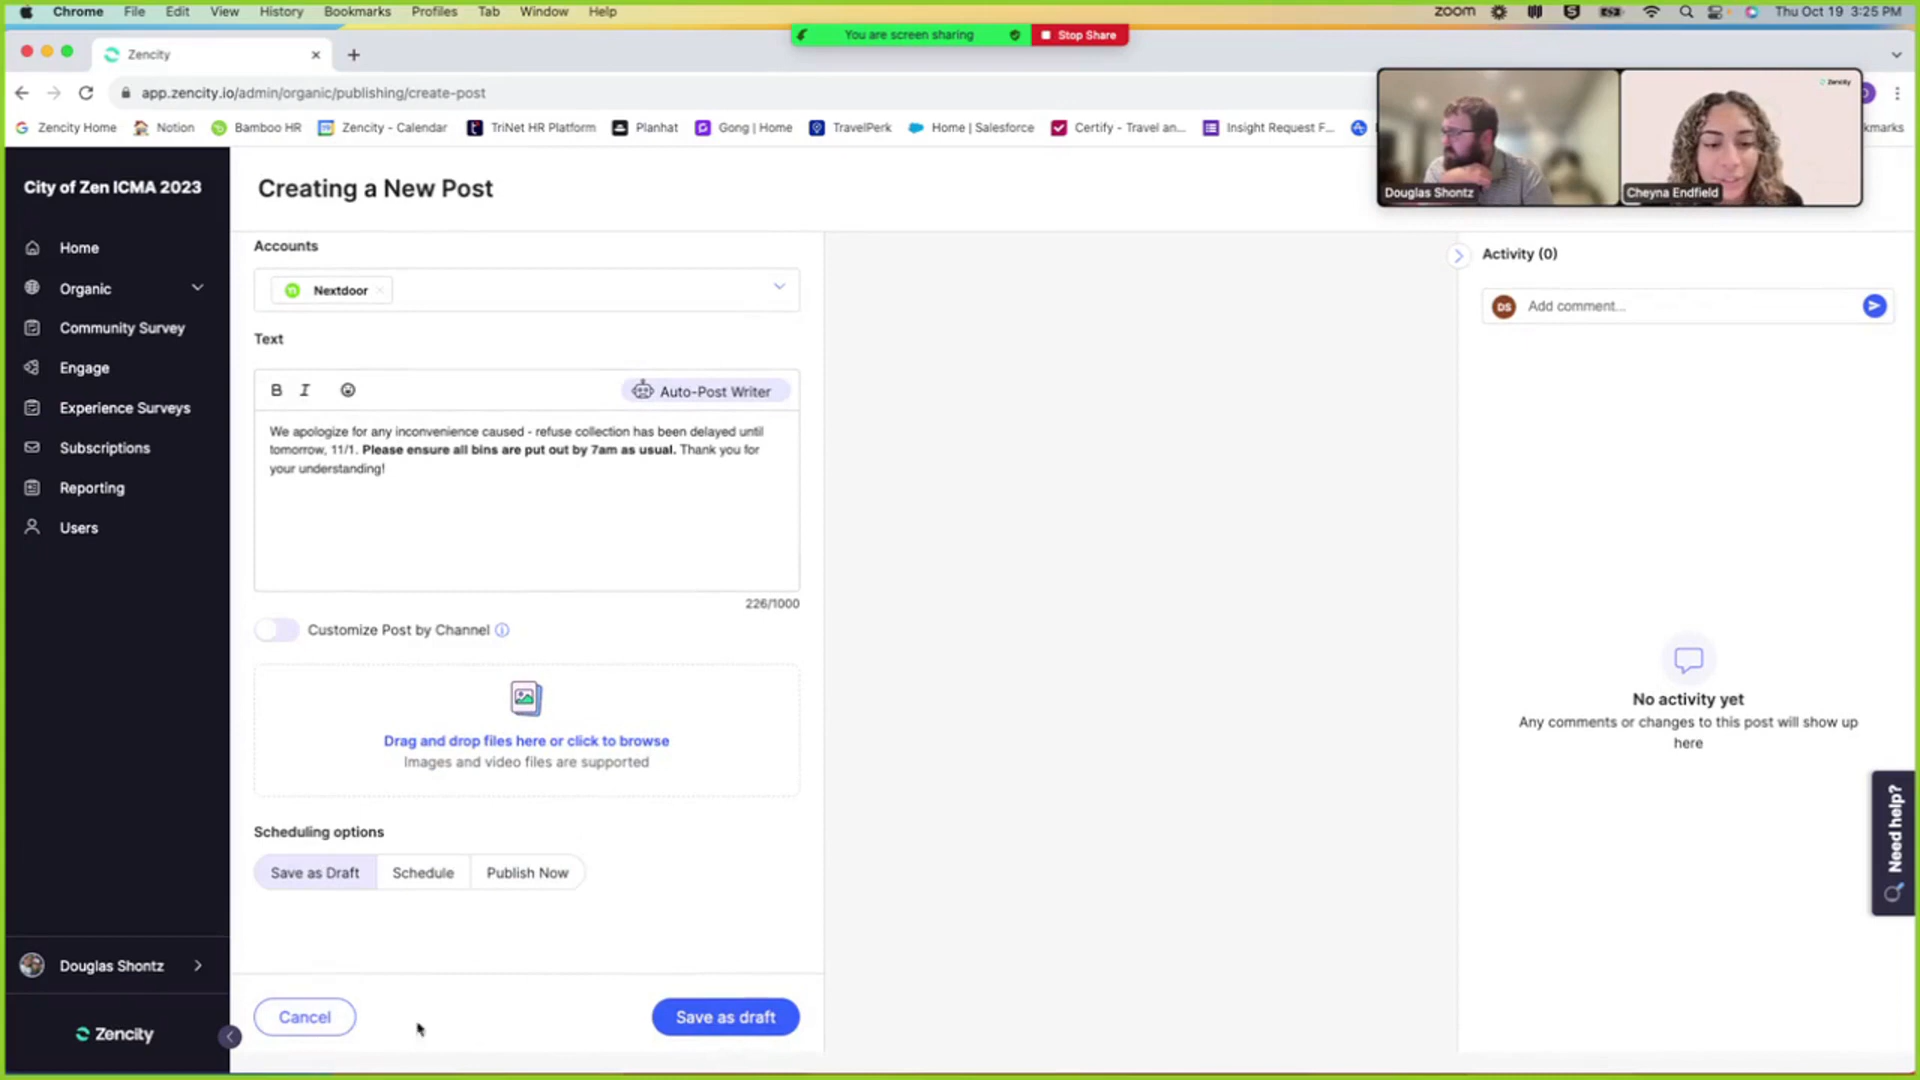 Chrome File Edit View History Bookmarks Profiles Tab Window Help
zoom
Thu Oct 19 3:25 PM
You are screen sharing
Stop Share
Zencity
app.zencity.io/admin/organic/publishing/create-post
Zencity Home
Notion
Bamboo HR
Zencity - Calendar
TriNet HR Platform
Planhat
Gong | Home
TravelPerk
Home | Salesforce
Certify - Travel an...
Insight Request F...
kmarks
Zencity
Douglas Shontz
Cheyna Endfield
City of Zen ICMA 2023
Home
Organic
Community Survey
Engage
Experience Surveys
Subscriptions
Reporting
Users
Douglas Shontz
Zencity
Creating a New Post
Accounts
Nextdoor
Text
B I
Auto-Post Writer
We apologize for any inconvenience caused - refuse collection has been delayed until
tomorrow, 11/1. Please ensure all bins are put out by 7am as usual. Thank you for
your understanding!
226/1000
Customize Post by Channel
Drag and drop files here or click to browse
Images and video files are supported
Scheduling options
Save as Draft
Schedule
Publish Now
Cancel
Save as draft
Activity (0)
DS
Add comment...
No activity yet
Any comments or changes to this post will show up
here
Need help?